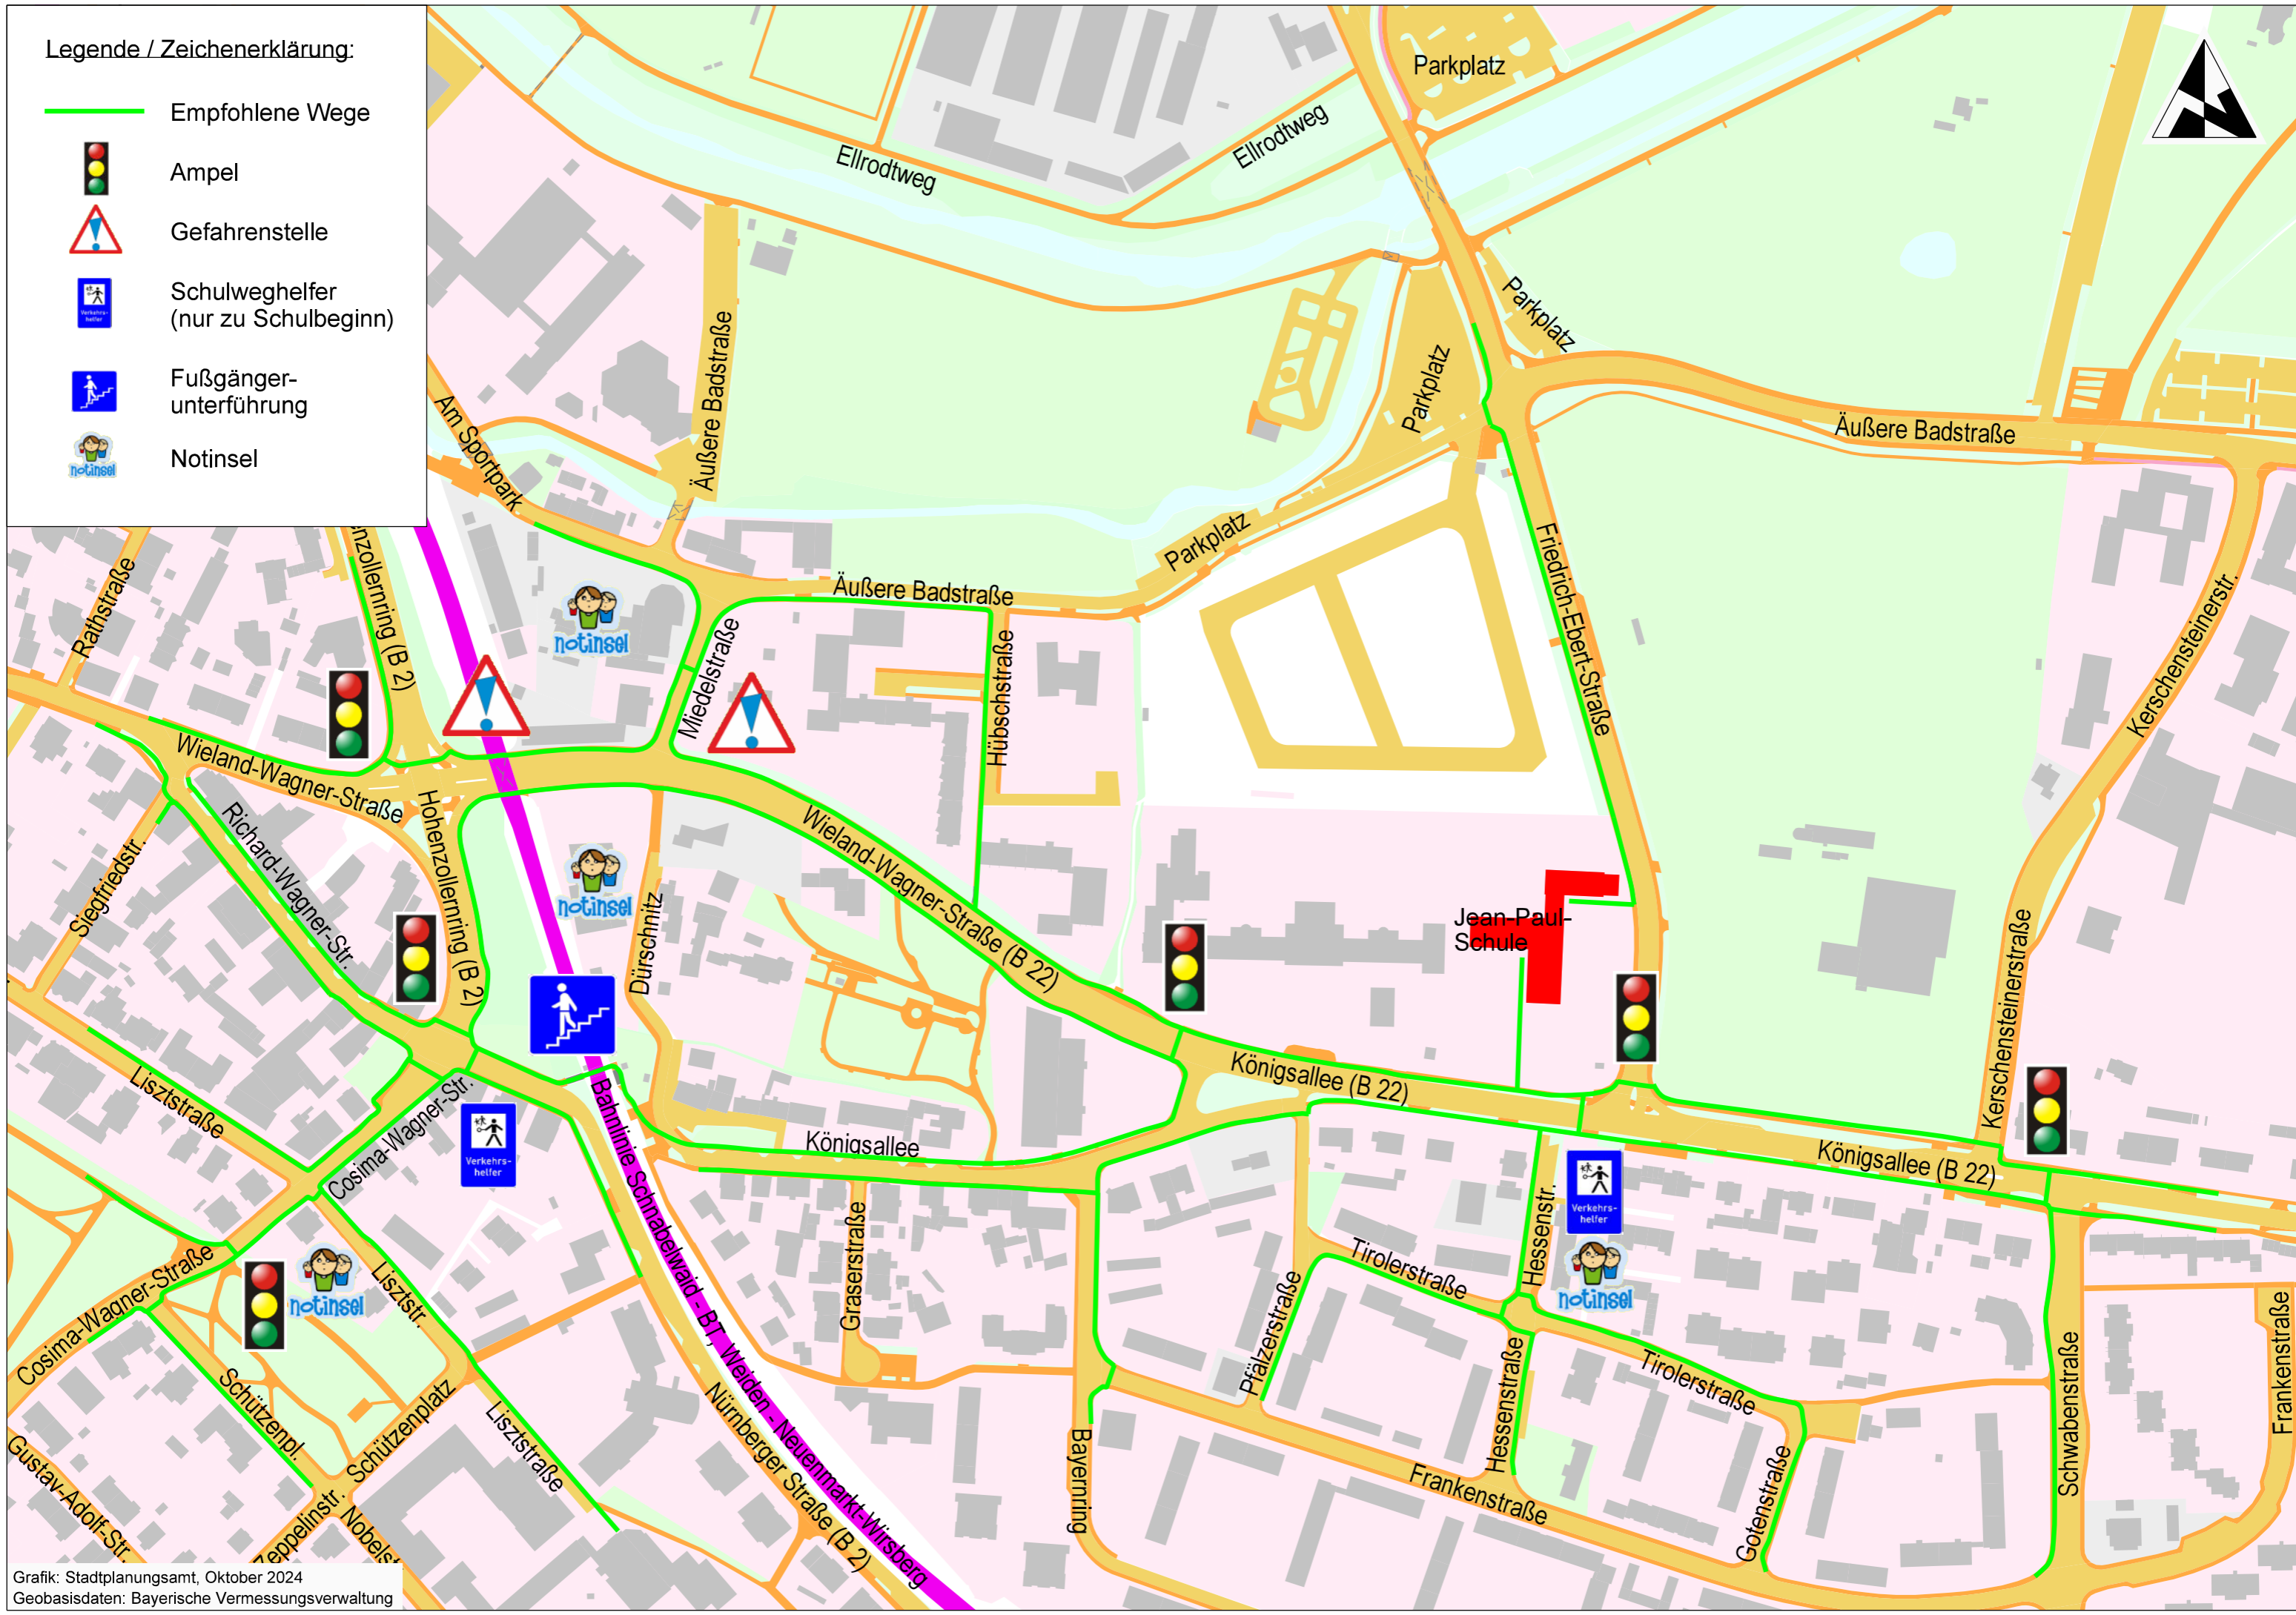 Legende / Zeichenerklärung:
Empfohlene Wege
Ampel
Gefahrenstelle
Verkehrs-
helfer
Schulweghelfer
(nur zu Schulbeginn)
Fußgänger-
unterführung
notinsel
Notinsel
Parkplatz
Ellrodtweg
Ellrodtweg
Parkplatz
Parkplatz
Äußere Badstraße
Am Sportpark
Äußere Badstraße
Parkplatz
Äußere Badstraße
Friedrich-Ebert-Straße
Kerschensteinerstr.
Rathstraße
enzollernring (B 2)
notinsel
Miedelstraße
Hübschstraße
Wieland-Wagner-Straße
Hohenzollernring (B 2)
Richard-Wagner-Str.
Siegfriedstr.
notinsel
Dürschnitz
Wieland-Wagner-Straße (B 22)
Jean-Paul-
Schule
Kerschensteinerstraße
Königsallee (B 22)
Königsallee (B 22)
Königsallee
Lisztstraße
Cosima-Wagner-Str.
Verkehrs-
helfer
Bahnlinie Schnabelwaid - BT, Weiden - Neuenmarkt-Wirsberg
Verkehrs-
helfer
notinsel
Hessenstr.
Tirolerstraße
Graserstraße
Pfälzerstraße
Cosima-Wagner-Straße
notinsel
Lisztstr.
Schützenpl.
Schützenplatz
Lisztstraße
Nürnberger Straße (B 2)
Bayernring
Hessenstraße
Tirolerstraße
Frankenstraße
Gotenstraße
Schwabenstraße
Frankenstraße
Gustav-Adolf-Str.
Zeppelinstr.
Nobelst
Grafik: Stadtplanungsamt, Oktober 2024
Geobasisdaten: Bayerische Vermessungsverwaltung